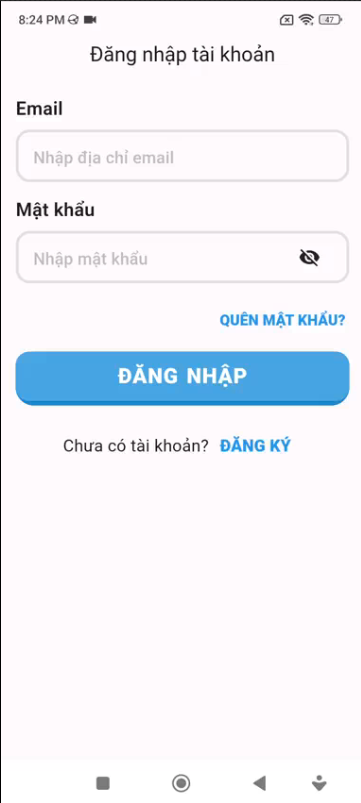 8:24 PM
47
Đăng nhập tài khoản
Email
Nhập địa chỉ email
Mật khẩu
Nhập mật khẩu
QUÊN MẬT KHẨU?
ĐĂNG NHẬP
Chưa có tài khoản? ĐĂNG KÝ